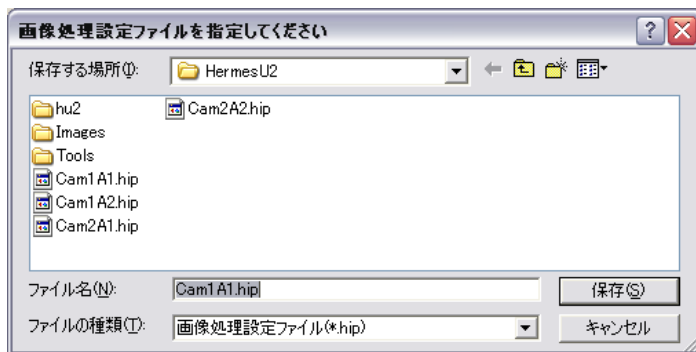 画像処理設定ファイルを指定してください
保存する場所(I):
HermesU2
hu2
Images
Tools
Cam1A1.hip
Cam1A2.hip
Cam2A1.hip
Cam2A2.hip
ファイル名(N):
Cam1A1.hip
保存(S)
ファイルの種類(T):
画像処理設定ファイル(*.hip)
キャンセル